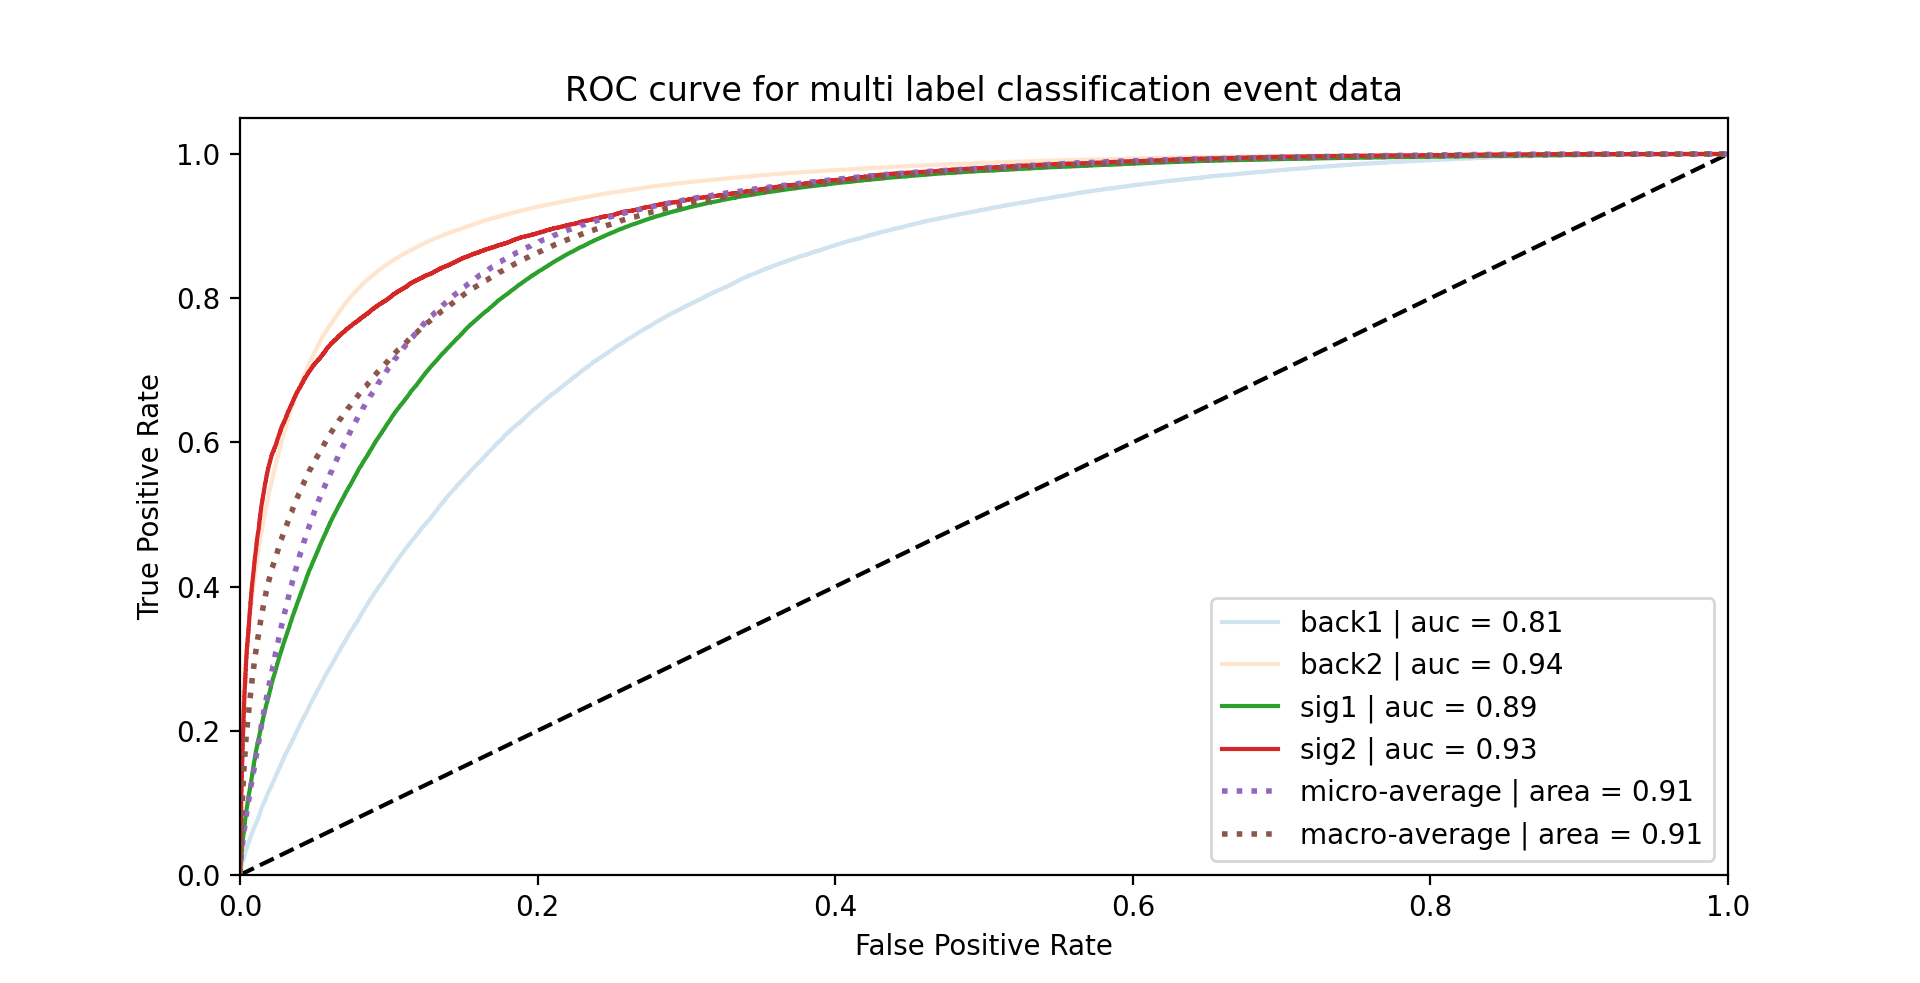 ROC curve for multi label classification event data
True Positive Rate
1.0
0.8
0.6
0.4
0.2
0.0
back1 | auc = 0.81
back2 | auc = 0.94
sig1 | auc = 0.89
sig2 | auc = 0.93
micro-average | area = 0.91
macro-average | area = 0.91
0.0 0.2 0.4 0.6 0.8 1.0
False Positive Rate